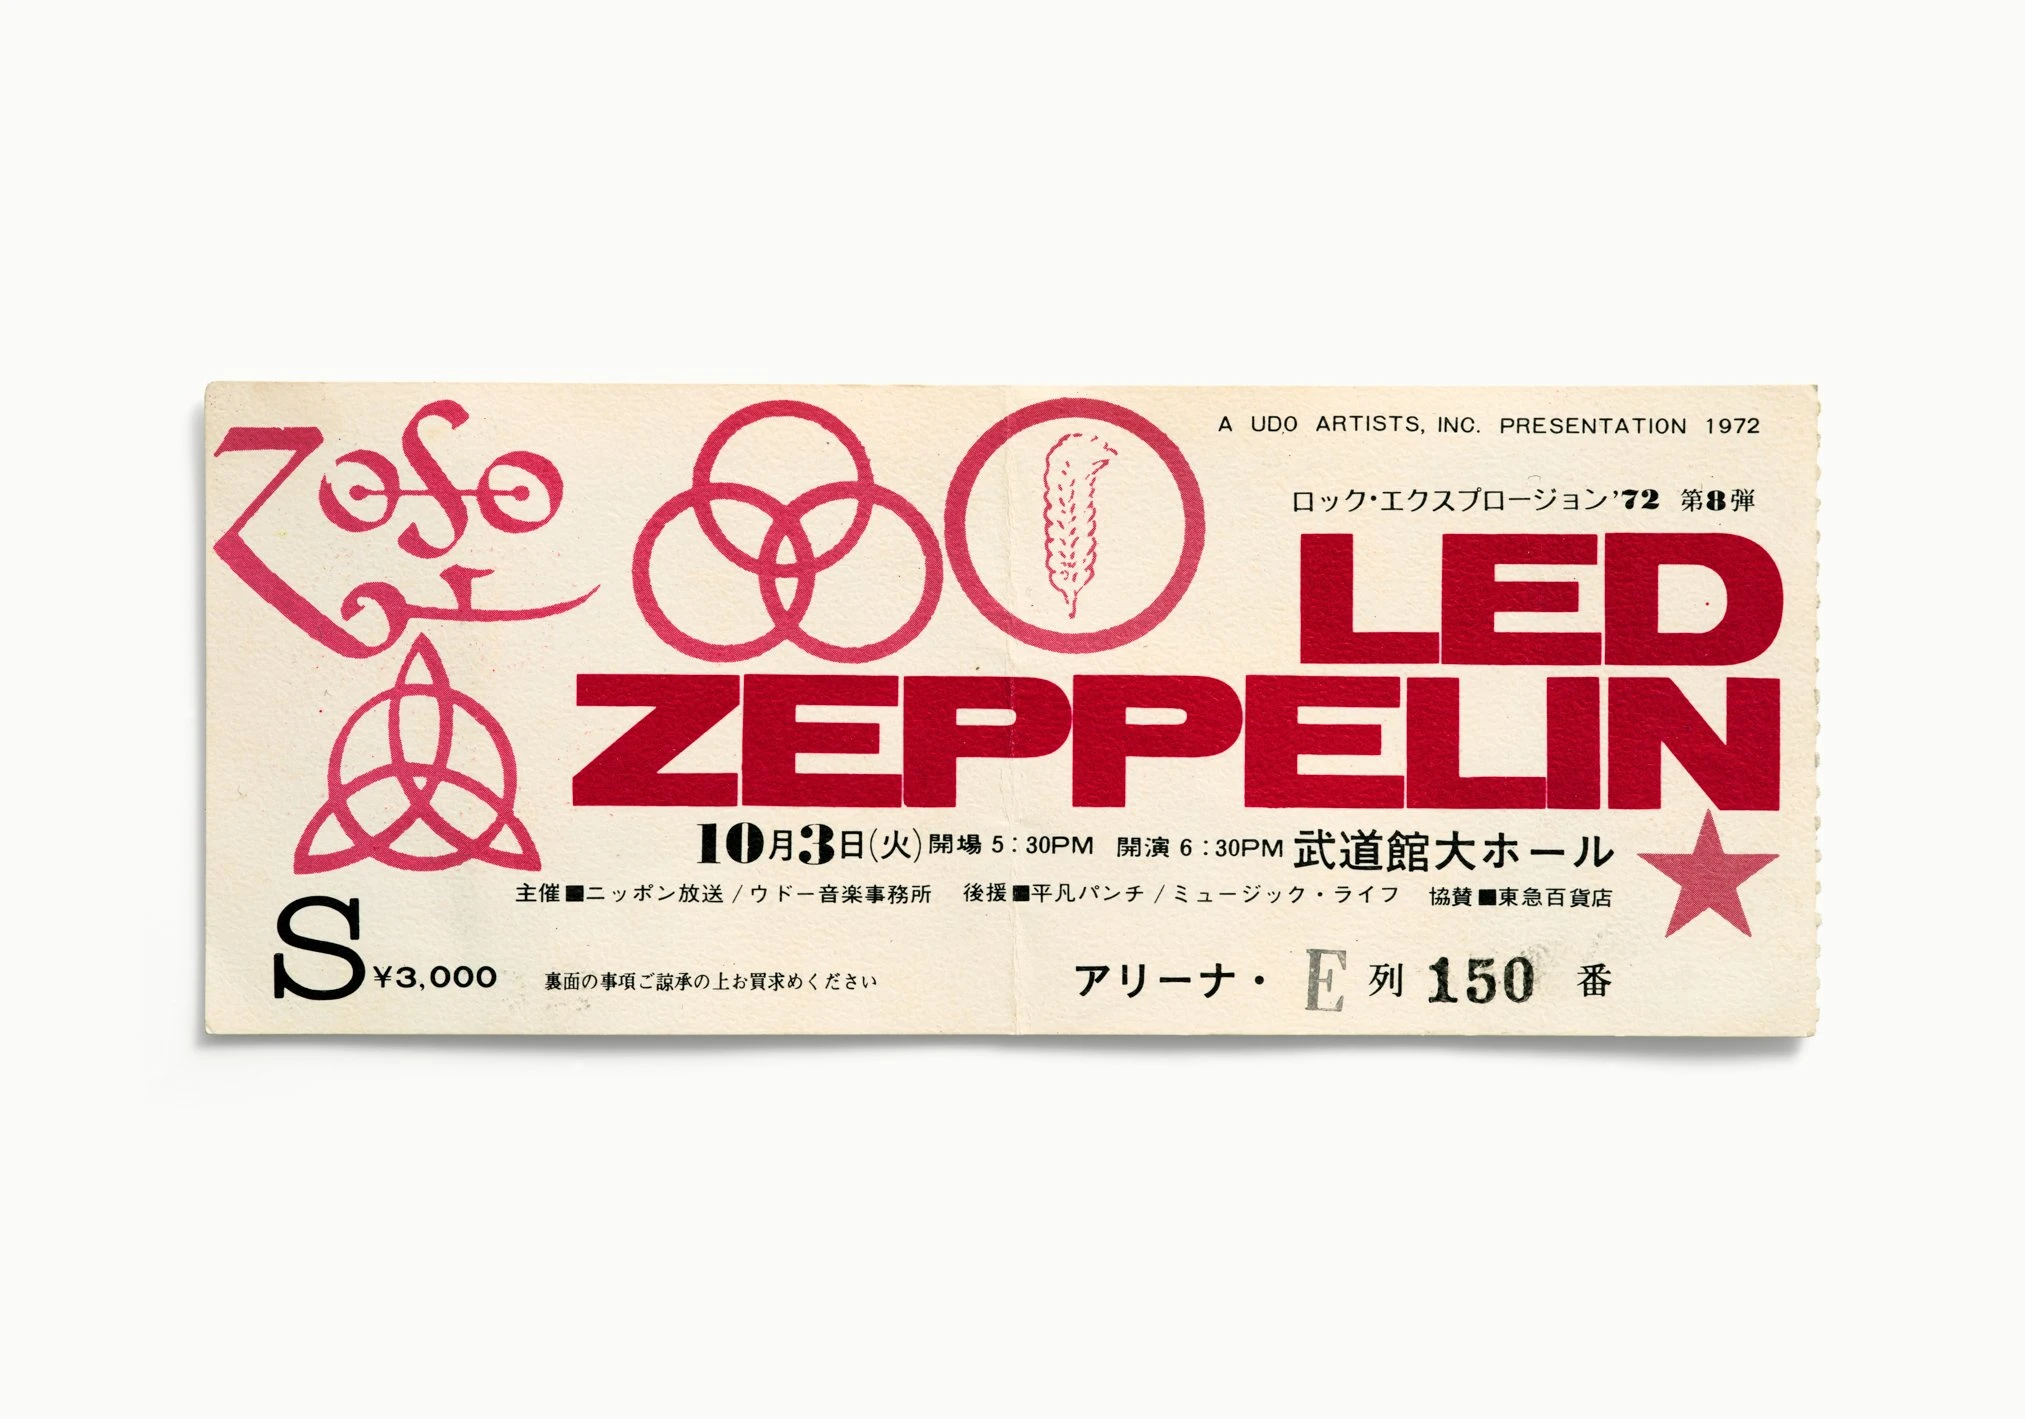 ZOSO
A UDO ARTISTS, INC. PRESENTATION 1972
ロック・エクスプロージョン'72 第8弾
LED
ZEPPELIN
10月3日(火)開場 5:30PM 開演 6:30PM 武道館大ホール
主催■ニッポン放送/ウドー音楽事務所 後援■平凡パンチ/ミュージック・ライフ 協賛■東急百貨店
S ¥3,000 裏面の事項ご諒承の上お買求めください アリーナ・ E 列 150 番